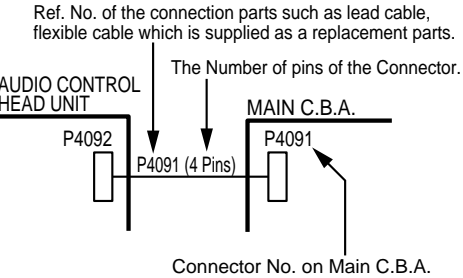 Ref. No. of the connection parts such as lead cable,
flexible cable which is supplied as a replacement parts.
The Number of pins of the Connector.
AUDIO CONTROL
HEAD UNIT
MAIN C.B.A.
P4092
P4091 (4 Pins)
P4091
Connector No. on Main C.B.A.